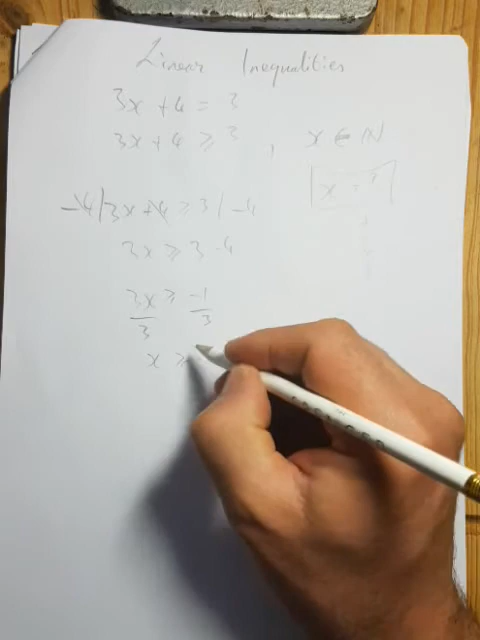 Linear Inequalities
3x + 4 = 3
3x + 4 ≥ 3 , x ∈ ℕ
x = ?
-4/3x + 4 ≥ 3/-4
3x ≥ 3 - 4
3x/3 ≥ -1/3
x ≥